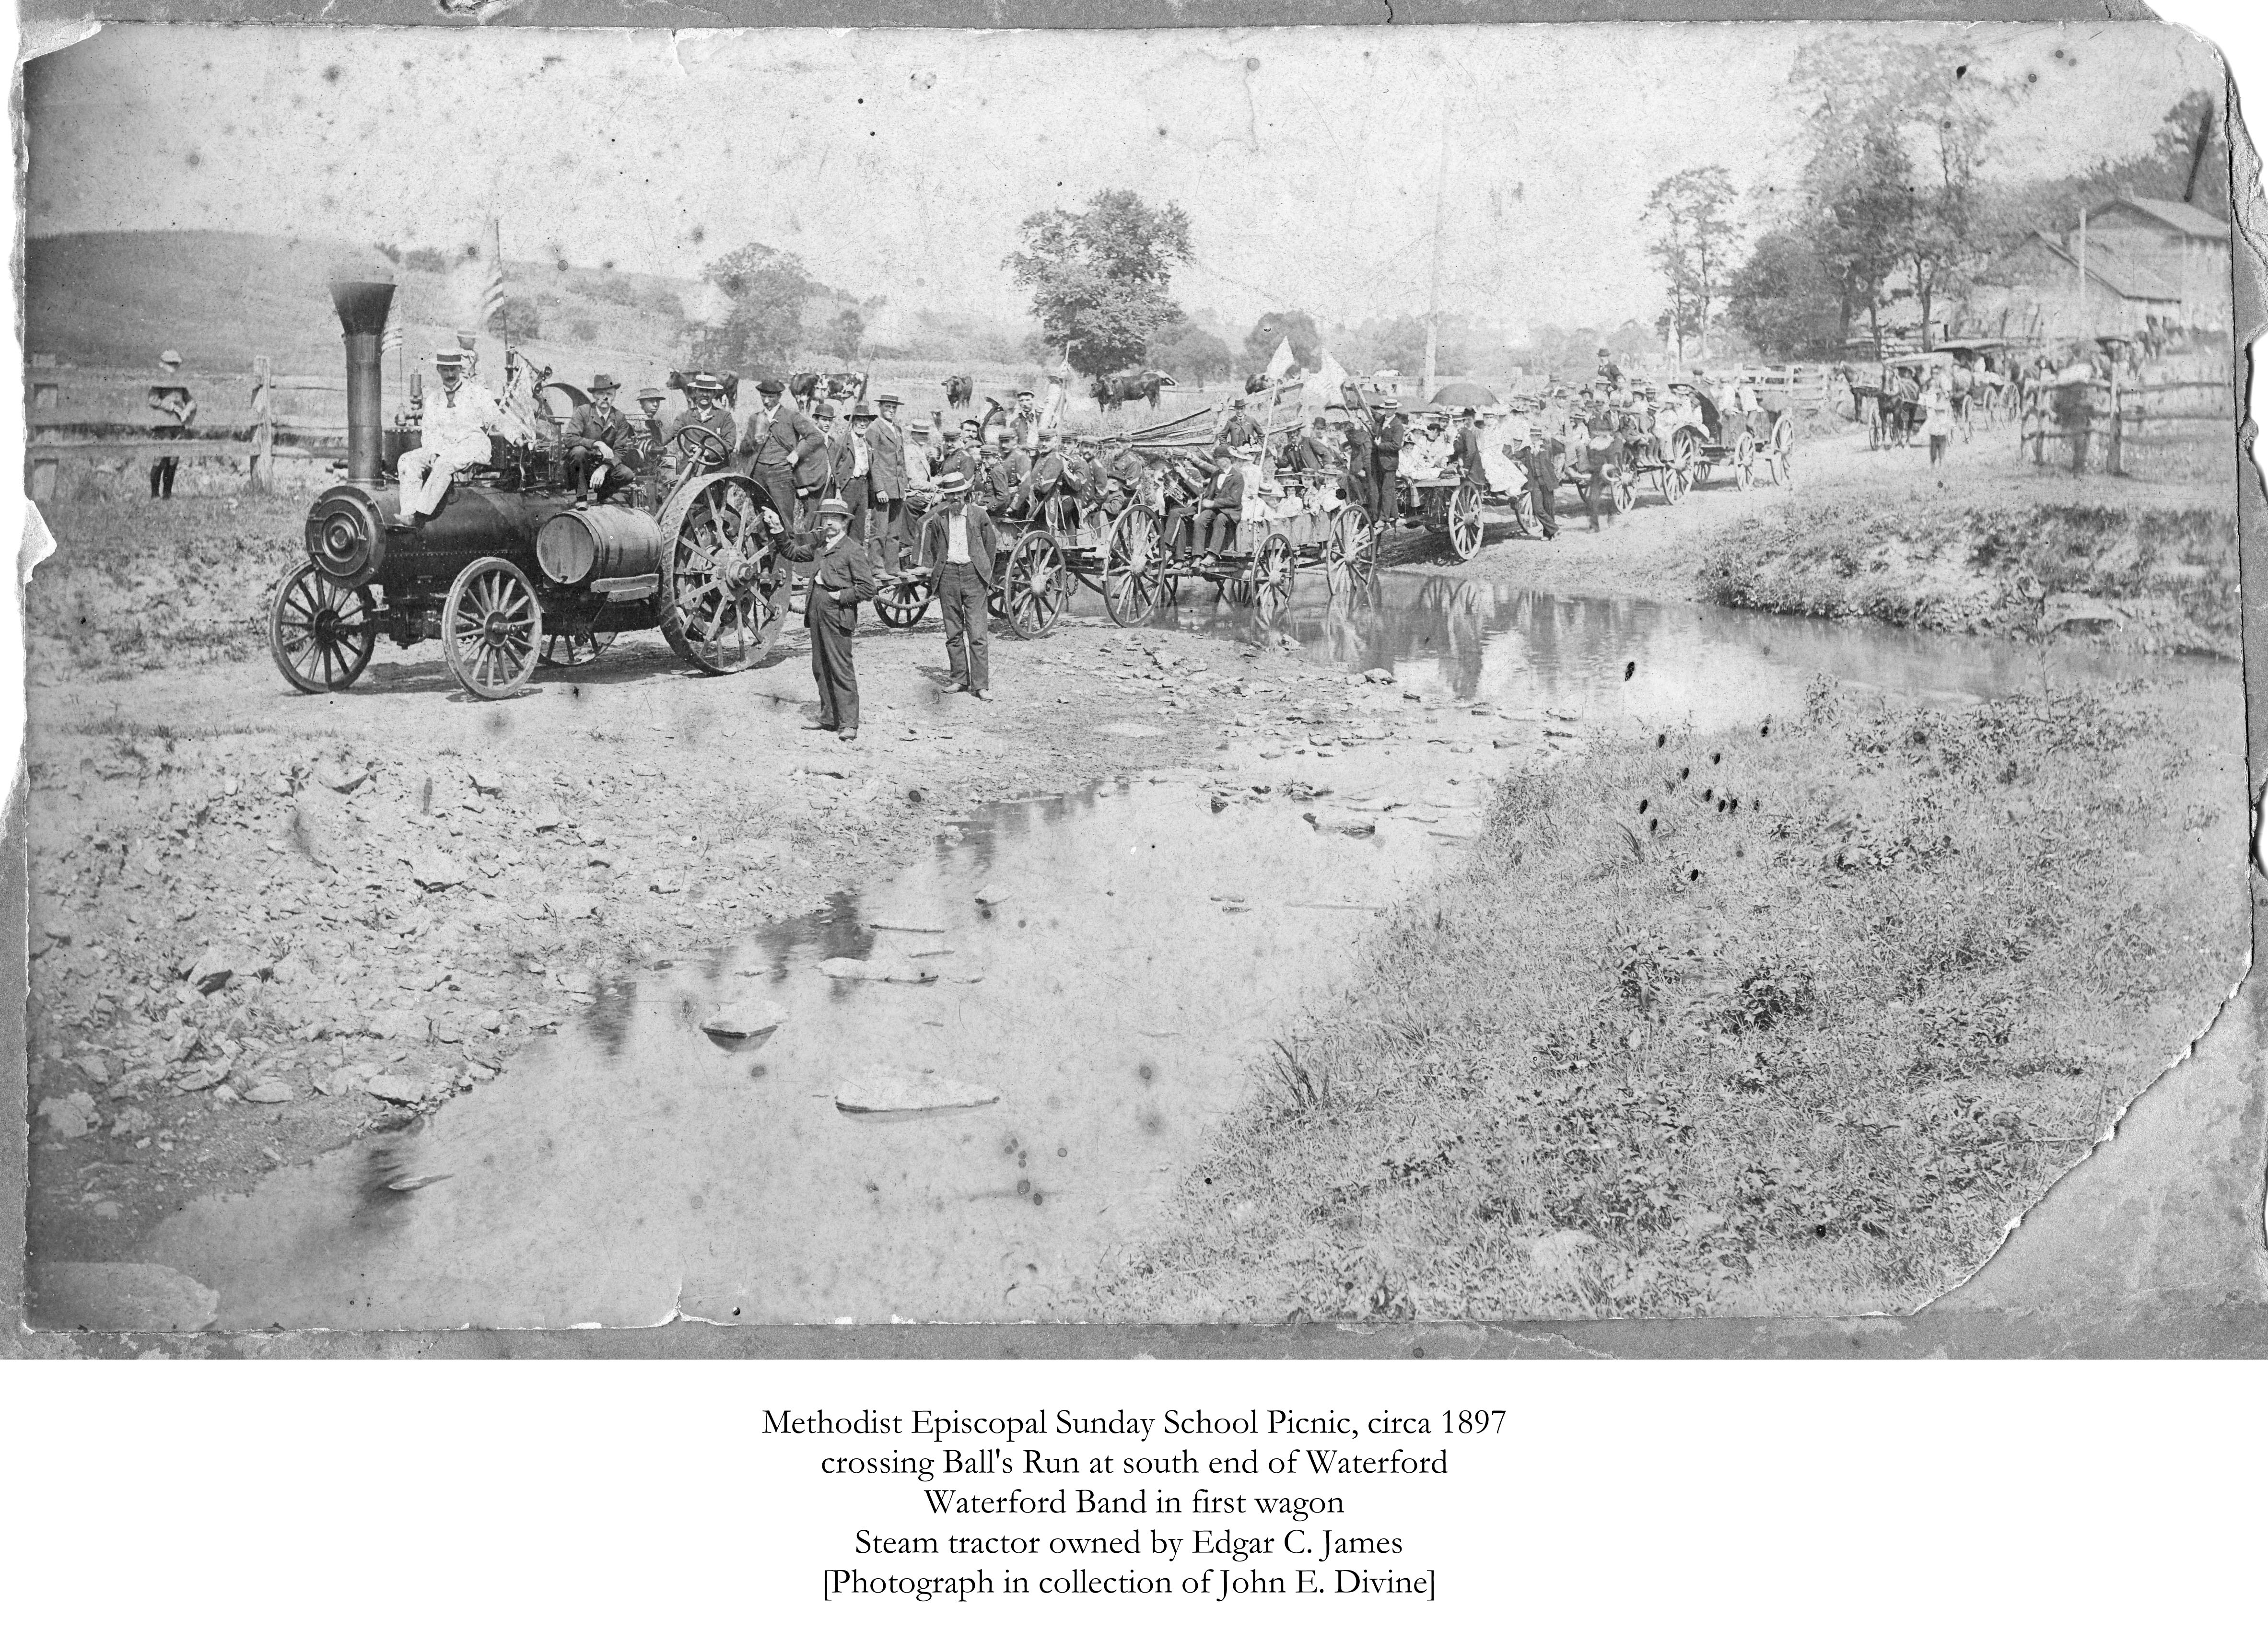 Methodist Episcopal Sunday School Picnic, circa 1897
crossing Ball's Run at south end of Waterford
Waterford Band in first wagon
Steam tractor owned by Edgar C. James
[Photograph in collection of John E. Divine]